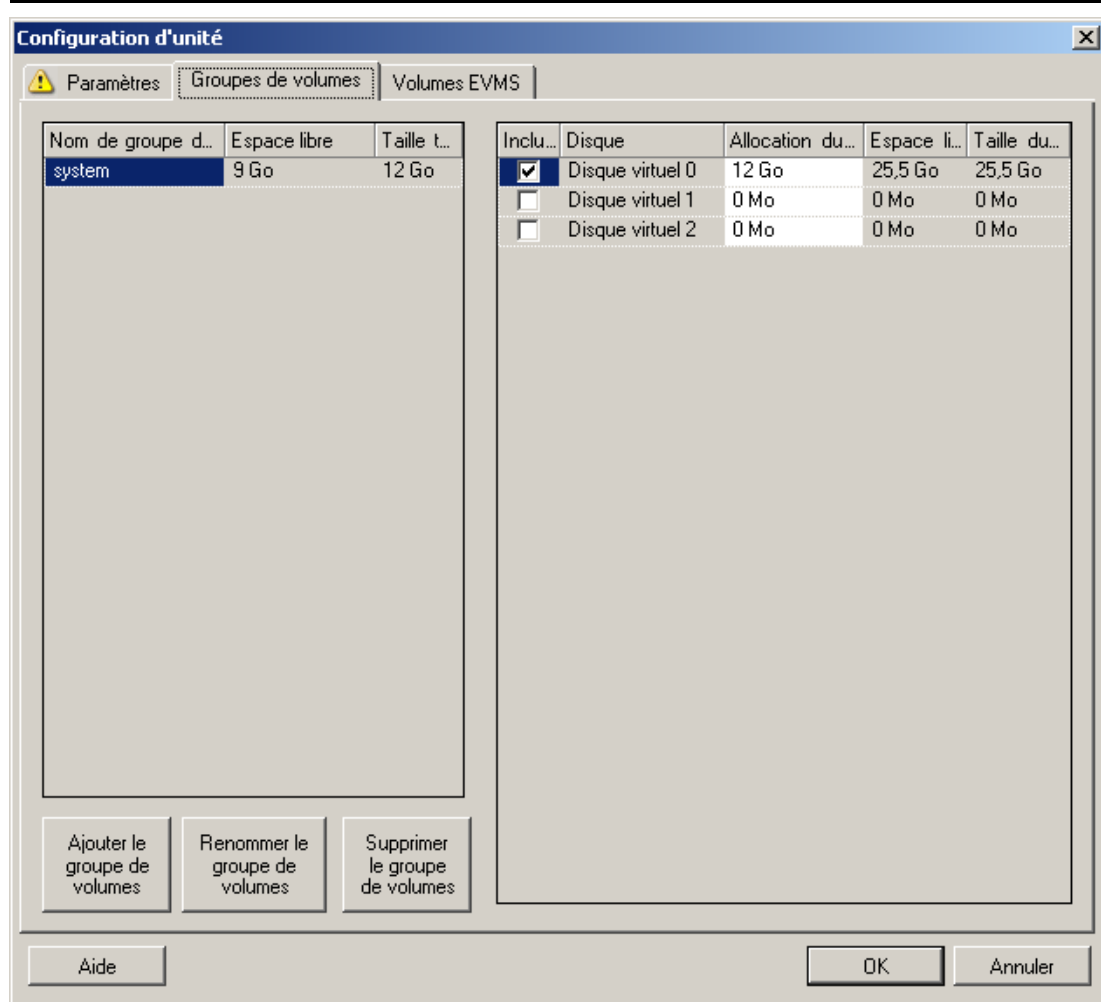 Configuration d'unité
Paramètres Groupes de volumes Volumes EVMS
Nom de groupe d... Espace libre Taille t...
system 9 Go 12 Go
Inclu... Disque Allocation du... Espace li... Taille du...
Disque virtuel 0 12 Go 25,5 Go 25,5 Go
Disque virtuel 1 0 Mo 0 Mo 0 Mo
Disque virtuel 2 0 Mo 0 Mo 0 Mo
Ajouter le
groupe de
volumes
Renommer le
groupe de
volumes
Supprimer
le groupe
de volumes
Aide OK Annuler